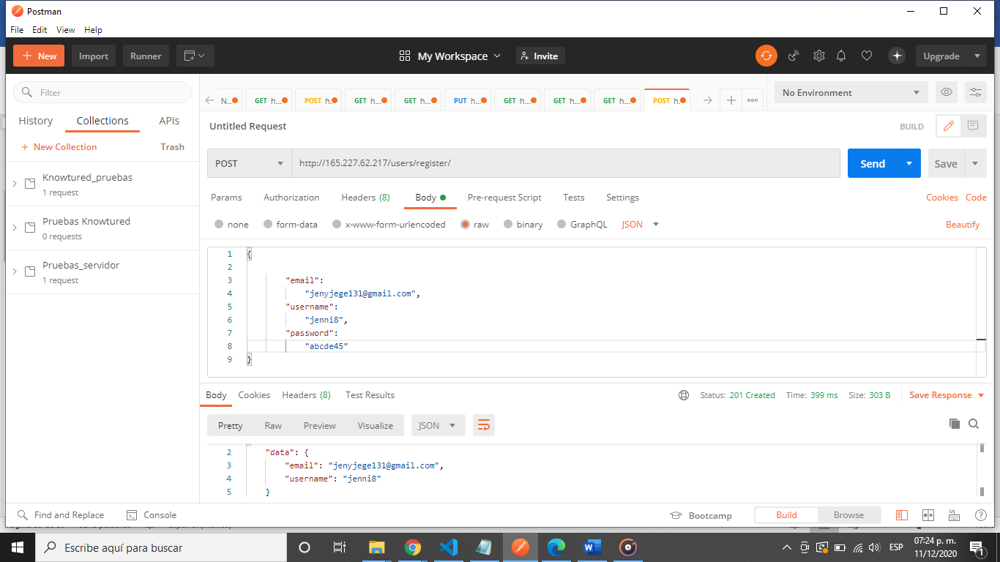 Postman
File Edit View Help
+ New Import Runner My Workspace Invite Upgrade
Filter
N... GET h... POST h... GET h... GET h... PUT h... GET h... GET h... GET h... POST h...
No Environment
History Collections APIs
+ New Collection Trash
Knowtured_pruebas
1 request
Pruebas Knowtured
0 requests
Pruebas_servidor
1 request
Untitled Request BUILD
POST http://165.227.62.217/users/register/ Send Save
Params Authorization Headers (8) Body Pre-request Script Tests Settings Cookies Code
none form-data x-www-form-urlencoded raw binary GraphQL JSON Beautify
1 {
2
3 "email":
4 "jenyjege131@gmail.com",
5 "username":
6 "jenni8",
7 "password":
8 "abcde45"
9 }
Body Cookies Headers (8) Test Results Status: 201 Created Time: 399 ms Size: 303 B Save Response
Pretty Raw Preview Visualize JSON
2 "data": {
3 "email": "jenyjege131@gmail.com",
4 "username": "jenni8"
5 }
Find and Replace Console Bootcamp Build Browse
Escribe aquí para buscar
ESP
07:24 p. m.
11/12/2020
1